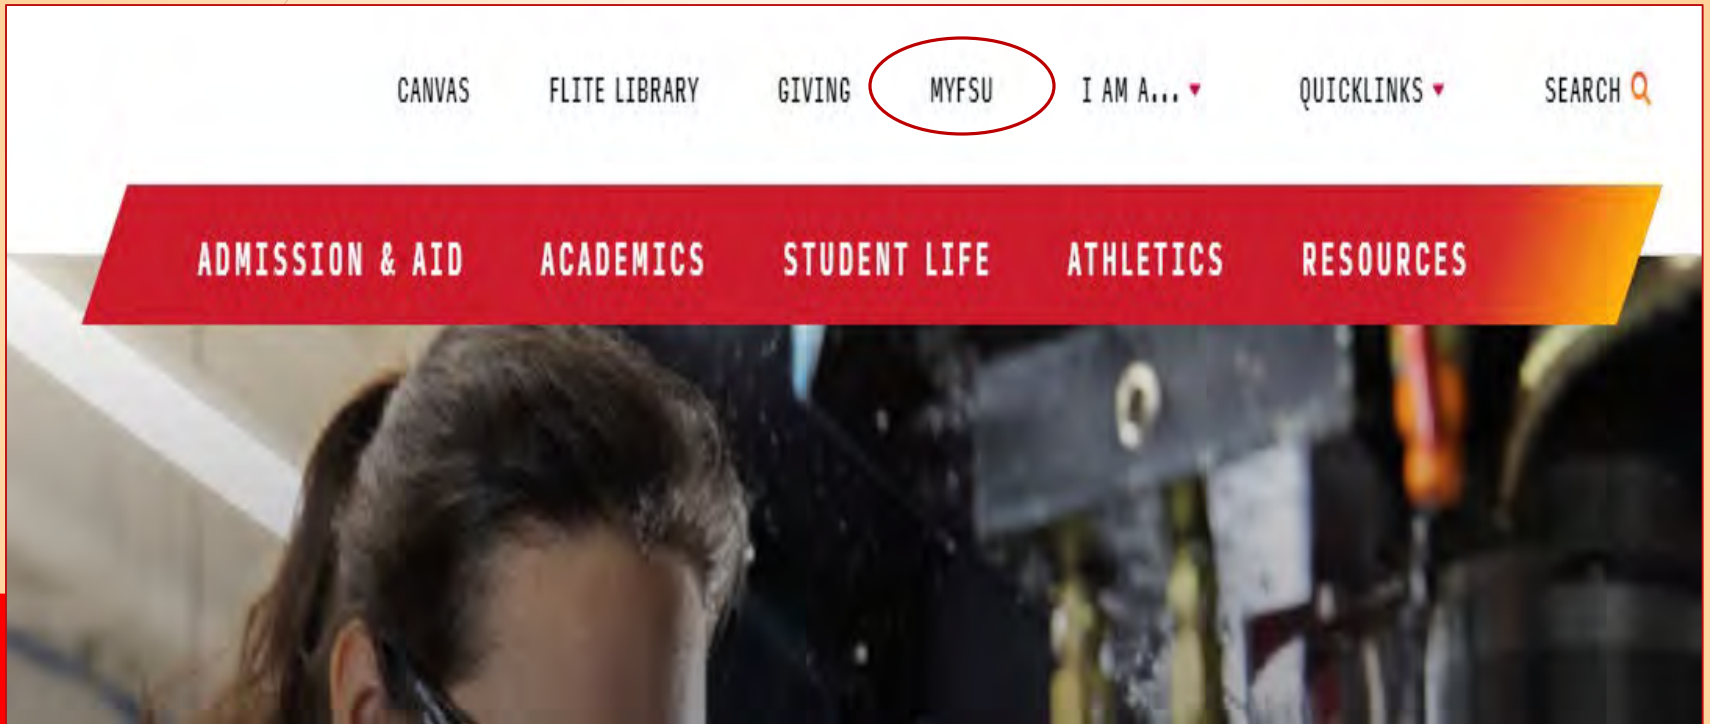 CANVAS FLITE LIBRARY GIVING MYFSU I AM A... QUICKLINKS SEARCH
ADMISSION & AID ACADEMICS STUDENT LIFE ATHLETICS RESOURCES